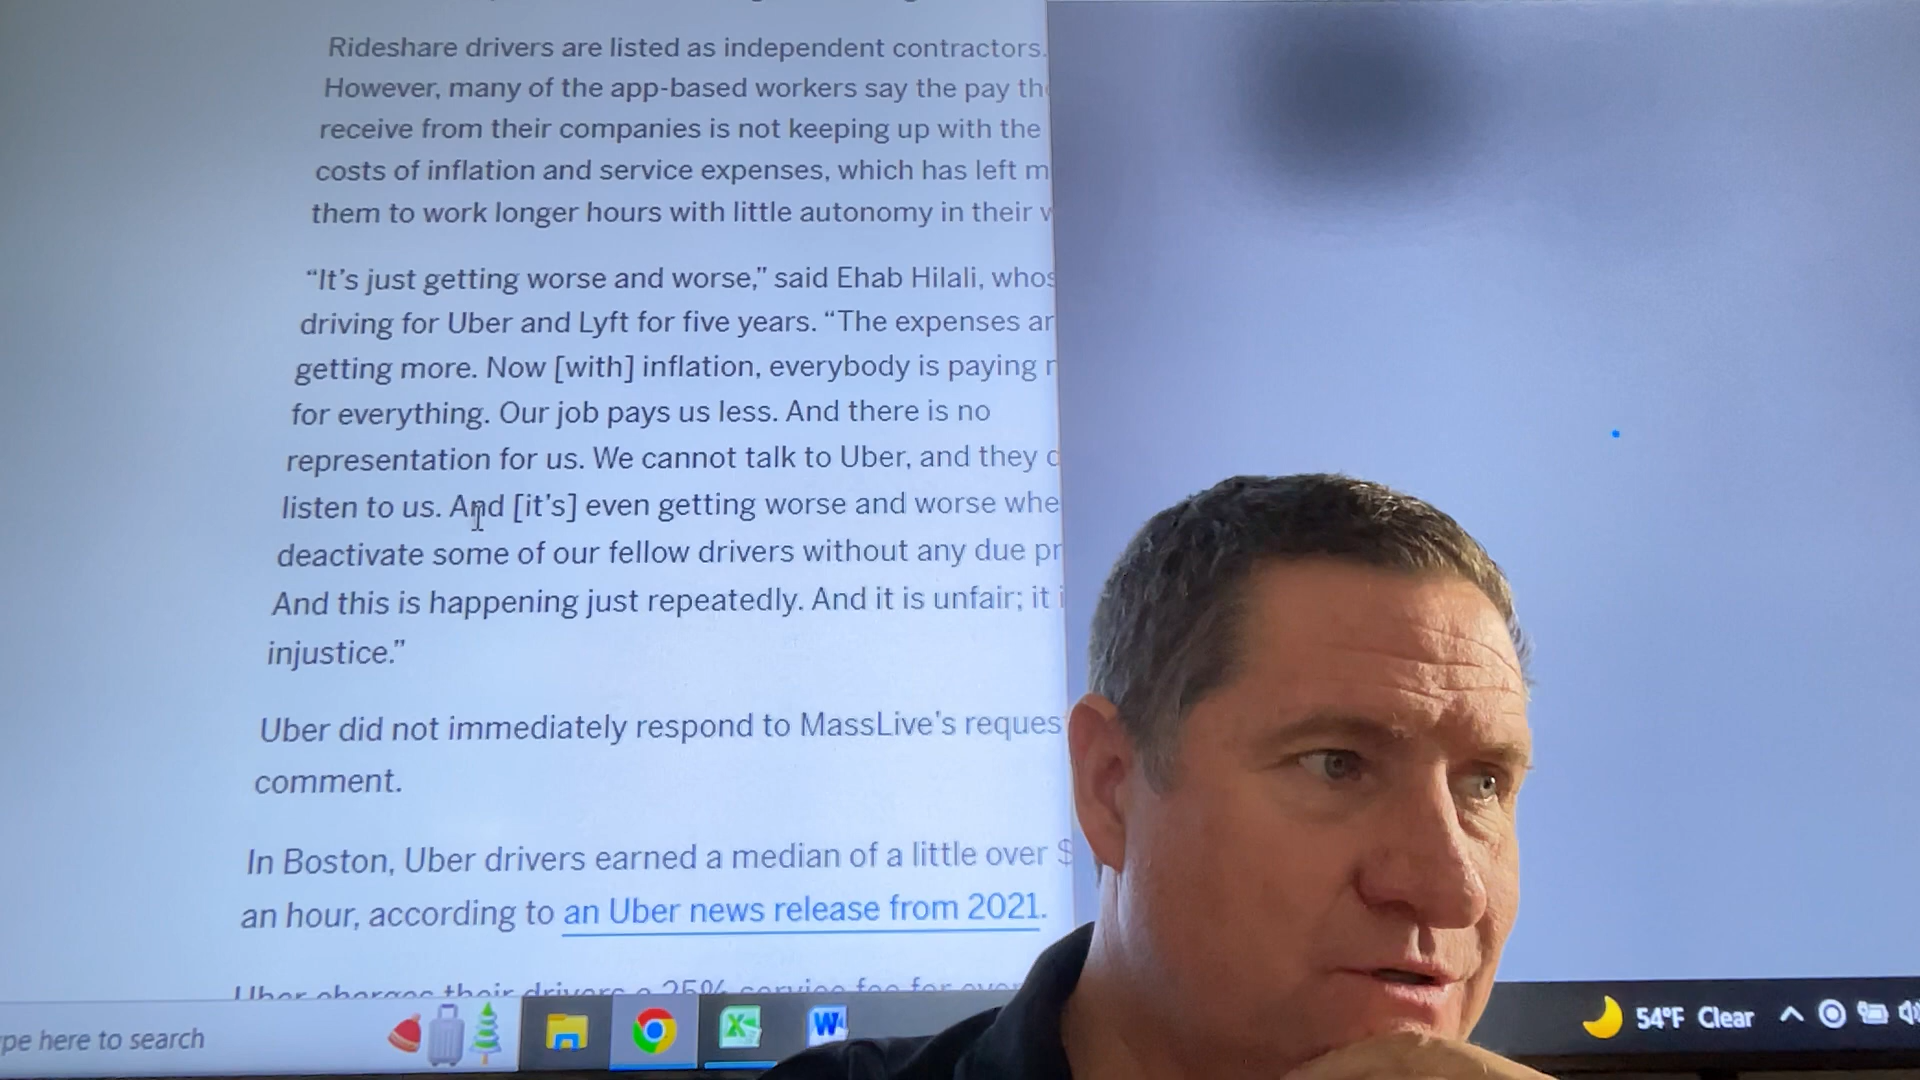 Rideshare drivers are listed as independent contractors.
However, many of the app-based workers say the pay
receive from their companies is not keeping up with the
costs of inflation and service expenses, which has left
them to work longer hours with little autonomy in their
“It’s just getting worse and worse,” said Ehab Hilali,
driving for Uber and Lyft for five years. “The expenses
getting more. Now [with] inflation, everybody is paying
for everything. Our job pays us less. And there is no
representation for us. We cannot talk to Uber, and they
listen to us. And [it’s] even getting worse and worse
deactivate some of our fellow drivers without any due
And this is happening just repeatedly. And it is unfair; it
injustice.”
Uber did not immediately respond to MassLive’s
comment.
In Boston, Uber drivers earned a median of a little over $
an hour, according to an Uber news release from 2021.
Uber charges their drivers a 25% service fee for
here to search
54°F Clear